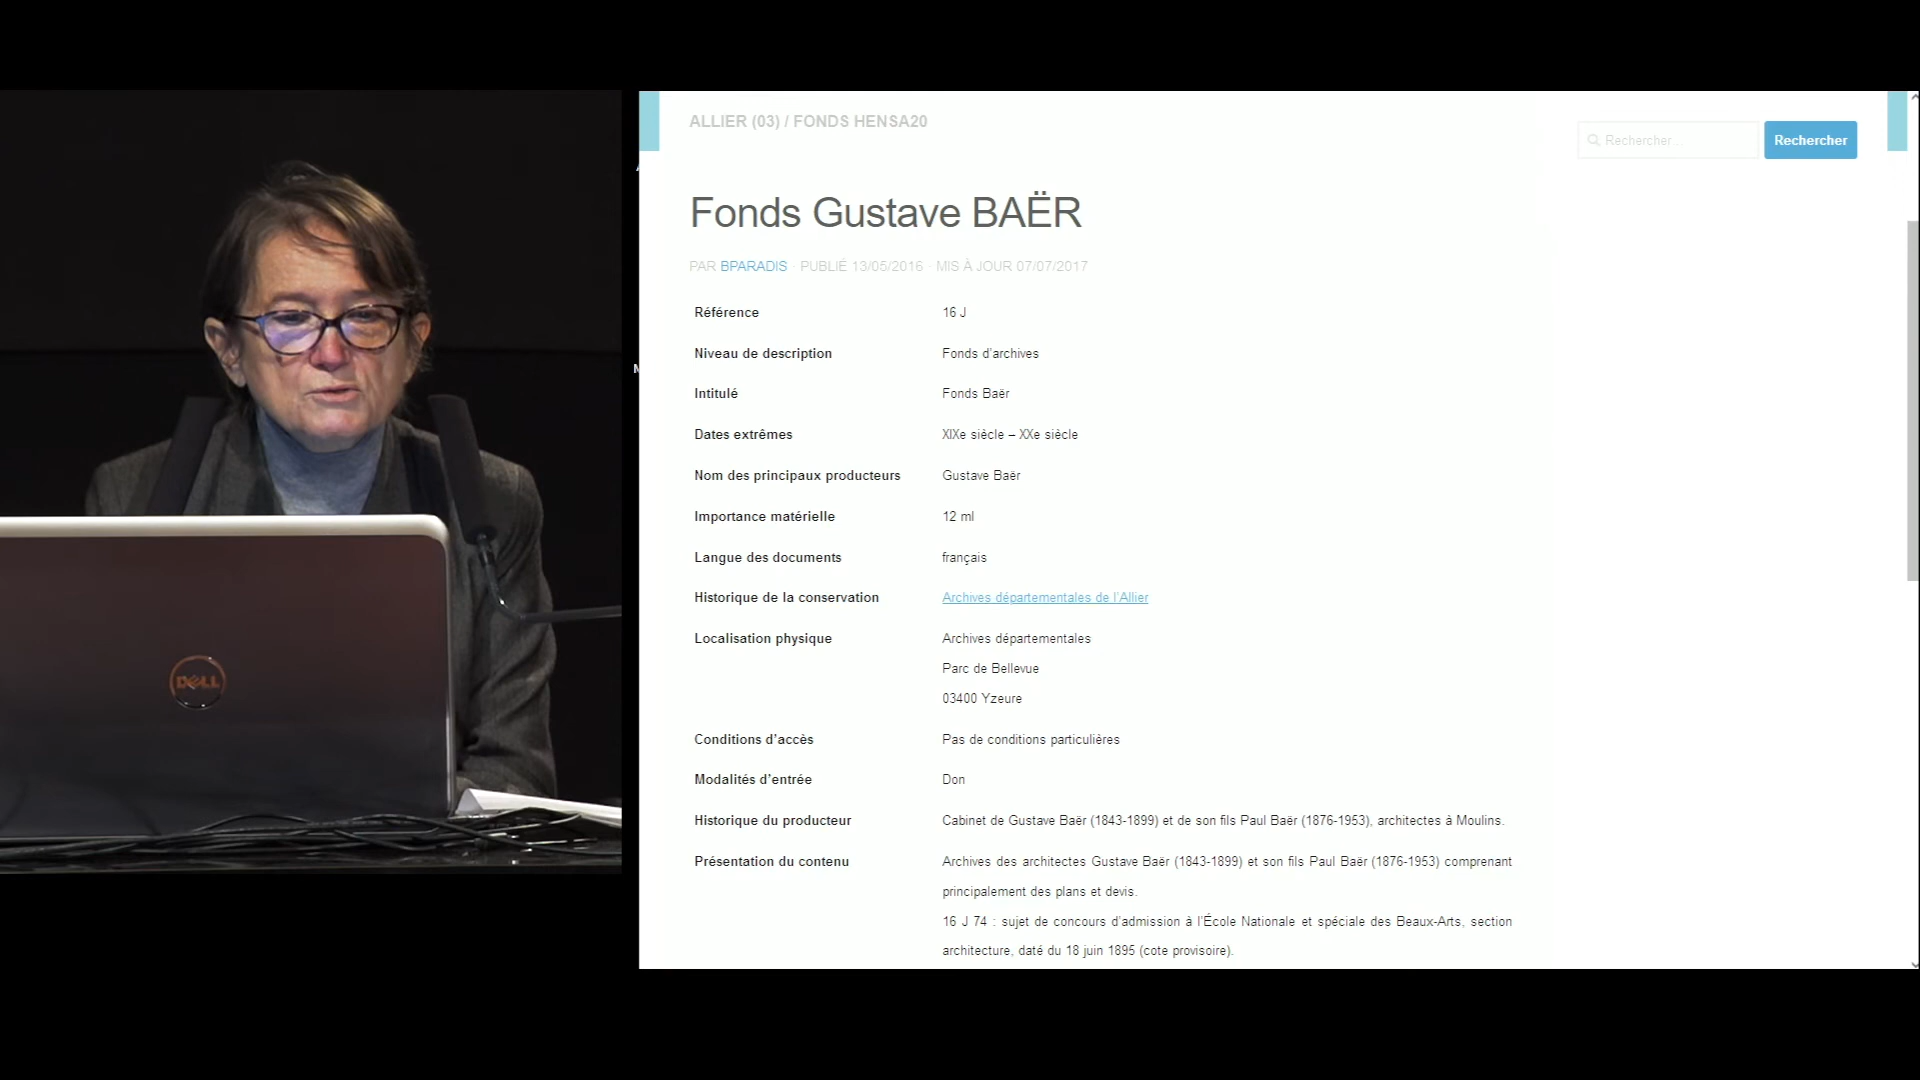 ALLIER (03) / FONDS HENSA20
Rechercher...
Rechercher
Fonds Gustave BAËR
PAR BPARADIS · PUBLIÉ 13/05/2016 · MIS À JOUR 07/07/2017
Référence 16 J
Niveau de description Fonds d'archives
Intitulé Fonds Baër
Dates extrêmes XIXe siècle – XXe siècle
Nom des principaux producteurs Gustave Baër
Importance matérielle 12 ml
Langue des documents français
Historique de la conservation Archives départementales de l'Allier
Localisation physique Archives départementales
Parc de Bellevue
03400 Yzeure
Conditions d'accès Pas de conditions particulières
Modalités d'entrée Don
Historique du producteur Cabinet de Gustave Baër (1843-1899) et de son fils Paul Baër (1876-1953), architectes à Moulins.
Présentation du contenu Archives des architectes Gustave Baër (1843-1899) et son fils Paul Baër (1876-1953) comprenant
principalement des plans et devis.
16 J 74 : sujet de concours d'admission à l'École Nationale et spéciale des Beaux-Arts, section
architecture, daté du 18 juin 1895 (cote provisoire).
DELL